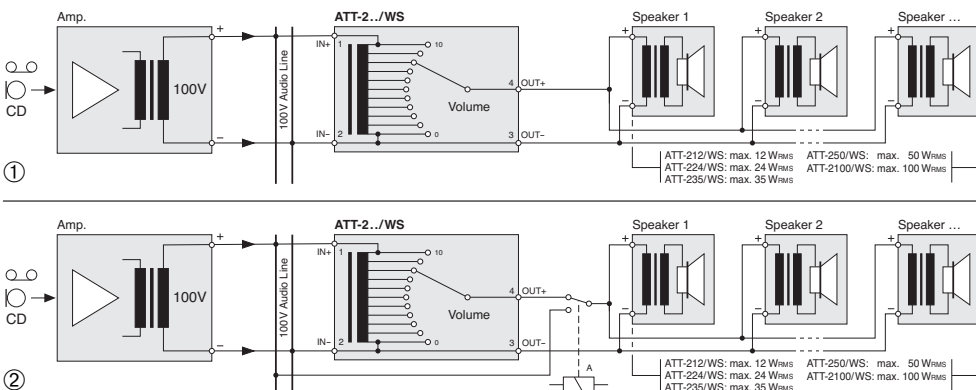 Amp. ATT-2../WS Speaker 1 Speaker 2 Speaker ...
+ IN+ 1 10 + + +
100V 100V Audio Line 4 OUT+
CD Volume
– IN– 2 0 3 OUT– – – –
① ATT-212/WS: max. 12 WRMS ATT-250/WS: max. 50 WRMS
ATT-224/WS: max. 24 WRMS ATT-2100/WS: max. 100 WRMS
ATT-235/WS: max. 35 WRMS
Amp. ATT-2../WS Speaker 1 Speaker 2 Speaker ...
+ IN+ 1 10 + + +
100V 100V Audio Line 4 OUT+
CD Volume
– IN– 2 0 3 OUT– – – –
A
② ATT-212/WS: max. 12 WRMS ATT-250/WS: max. 50 WRMS
ATT-224/WS: max. 24 WRMS ATT-2100/WS: max. 100 WRMS
ATT-235/WS: max. 35 WRMS